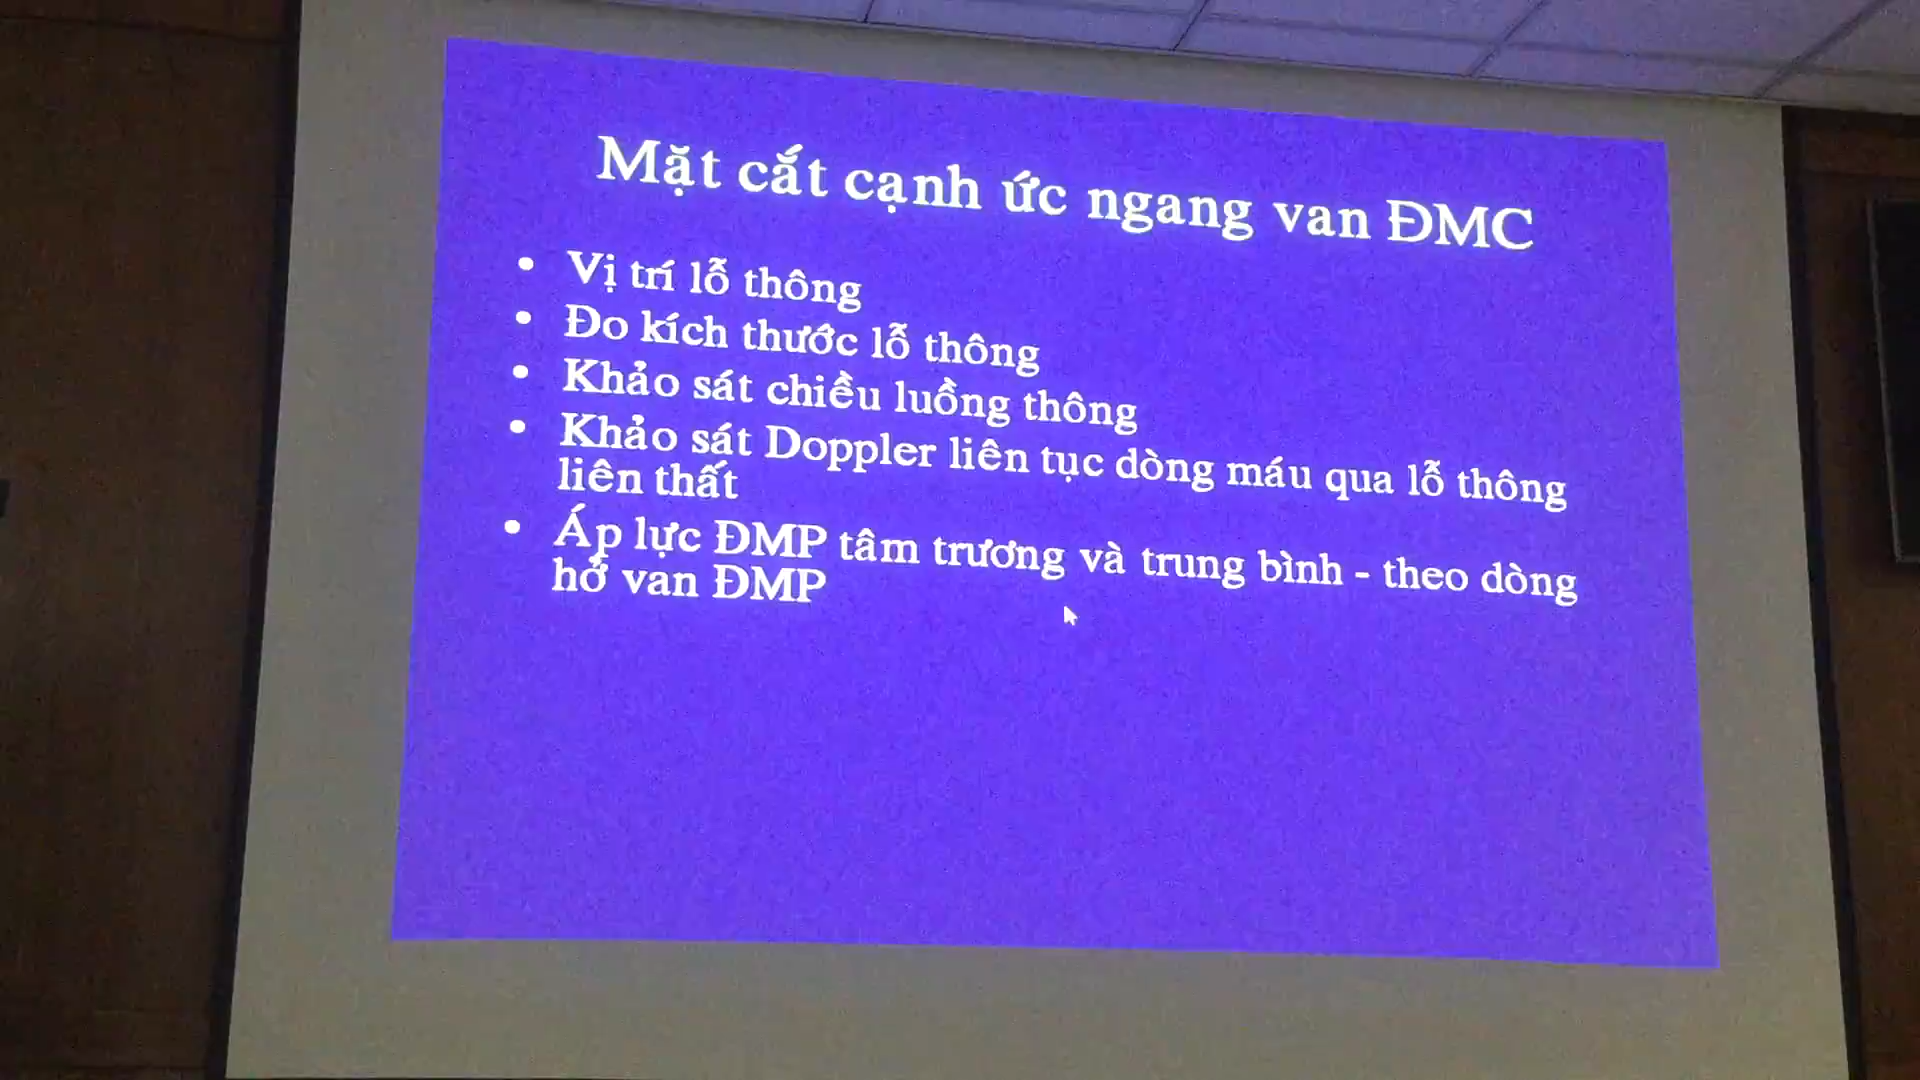 Mặt cắt cạnh ức ngang van ĐMC
• Vị trí lỗ thông
• Đo kích thước lỗ thông
• Khảo sát chiều luồng thông
• Khảo sát Doppler liên tục dòng máu qua lỗ thông
liên thất
• Áp lực ĐMP tâm trương và trung bình - theo dòng
hở van ĐMP